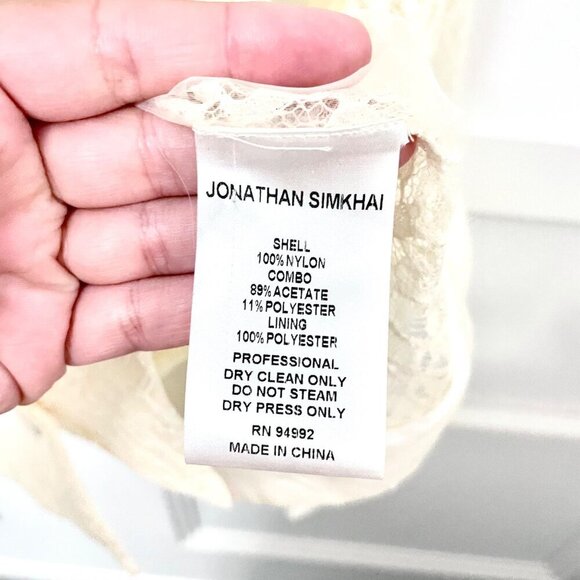 JONATHAN SIMKHAI
SHELL
100% NYLON
COMBO
89% ACETATE
11% POLYESTER
LINING
100% POLYESTER
PROFESSIONAL
DRY CLEAN ONLY
DO NOT STEAM
DRY PRESS ONLY
RN 94992
MADE IN CHINA